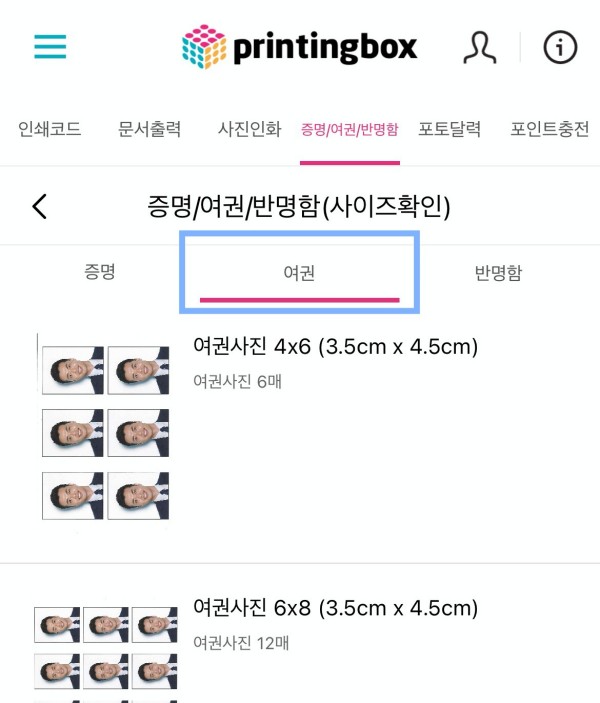 printingbox
인쇄코드 문서출력 사진인화 증명/여권/반명함 포토달력 포인트충전
증명/여권/반명함(사이즈확인)
증명 여권 반명함
여권사진 4x6 (3.5cm x 4.5cm)
여권사진 6매
여권사진 6x8 (3.5cm x 4.5cm)
여권사진 12매